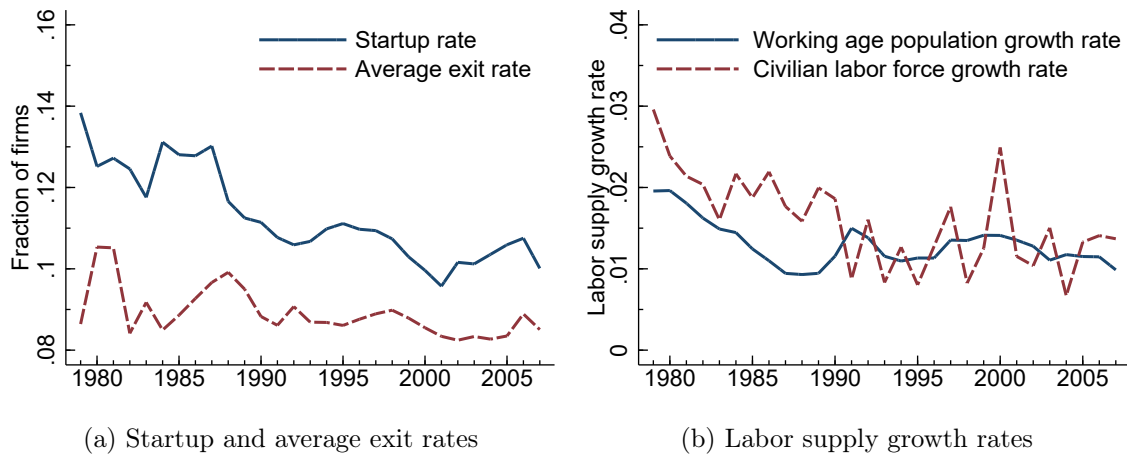 .16
.14
.12
.1
.08
Fraction of firms
Startup rate
Average exit rate
1980 1985 1990 1995 2000 2005
(a) Startup and average exit rates
.04
.03
.02
.01
0
Labor supply growth rate
Working age population growth rate
Civilian labor force growth rate
1980 1985 1990 1995 2000 2005
(b) Labor supply growth rates